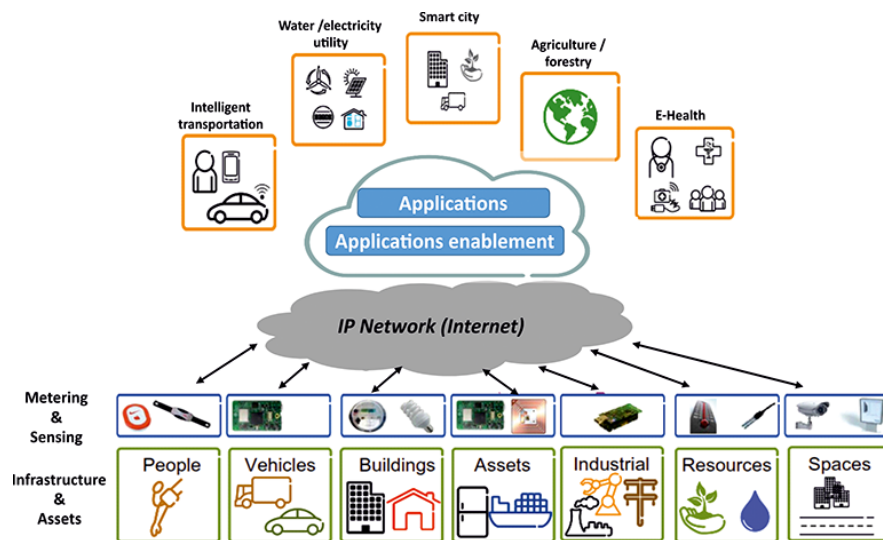 Smart city
Water /electricity
utility
Agriculture /
forestry
Intelligent
transportation
E-Health
Applications
Applications enablement
IP Network (Internet)
Metering
&
Sensing
People
Vehicles
Buildings
Assets
Industrial
Resources
Spaces
Infrastructure
&
Assets